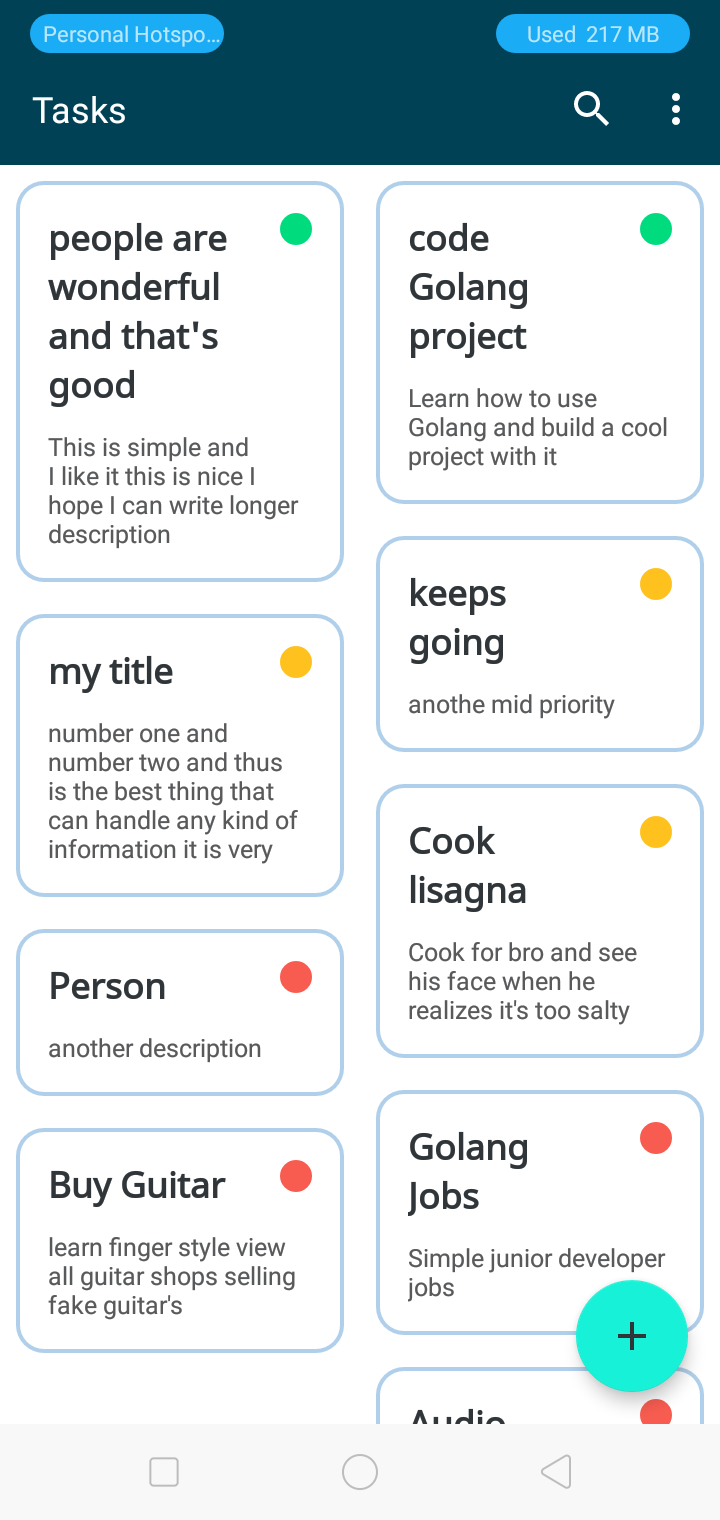 Personal Hotspo...
Used 217 MB
Tasks
people are
wonderful
and that's
good
This is simple and
I like it this is nice I
hope I can write longer
description
my title
number one and
number two and thus
is the best thing that
can handle any kind of
information it is very
Person
another description
Buy Guitar
learn finger style view
all guitar shops selling
fake guitar's
code
Golang
project
Learn how to use
Golang and build a cool
project with it
keeps
going
anothe mid priority
Cook
lisagna
Cook for bro and see
his face when he
realizes it's too salty
Golang
Jobs
Simple junior developer
jobs
Audio